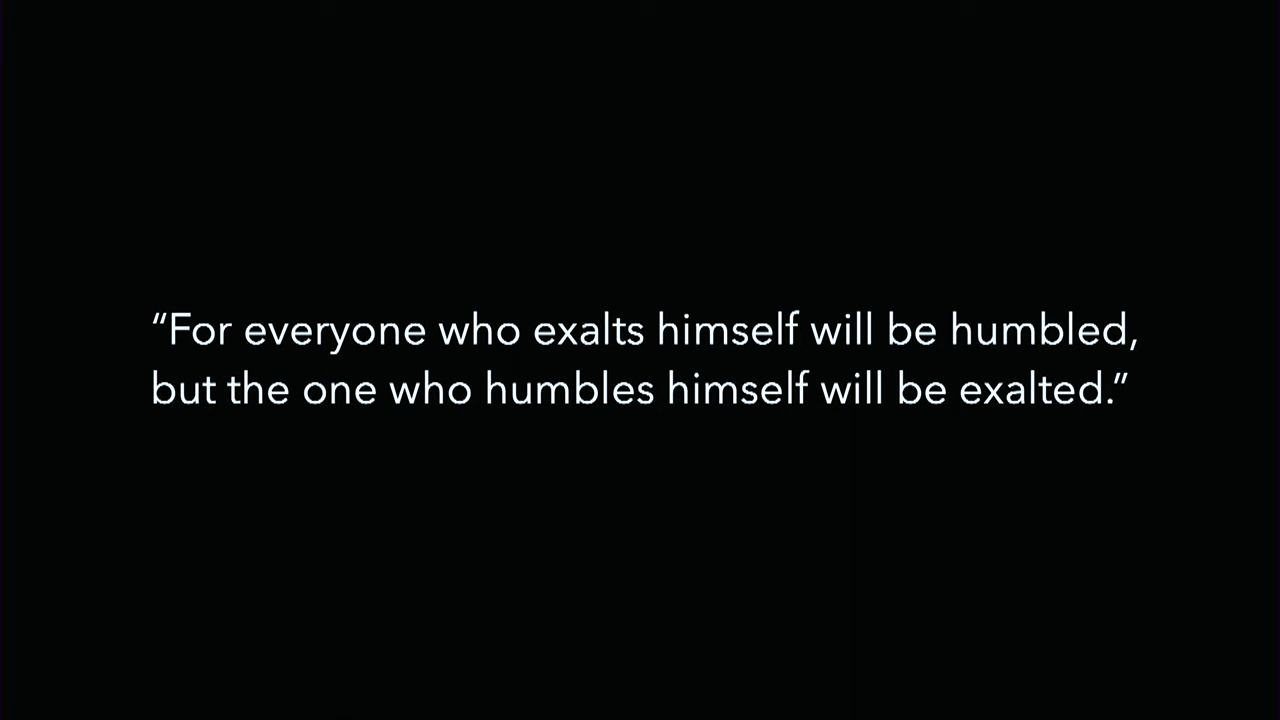 “For everyone who exalts himself will be humbled,
but the one who humbles himself will be exalted.”